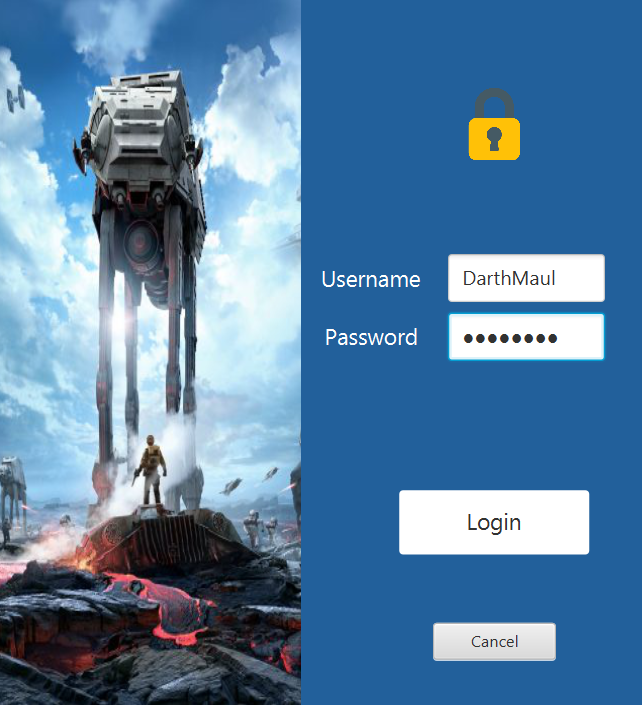 Username
DarthMaul
Password
●●●●●●●●
Login
Cancel